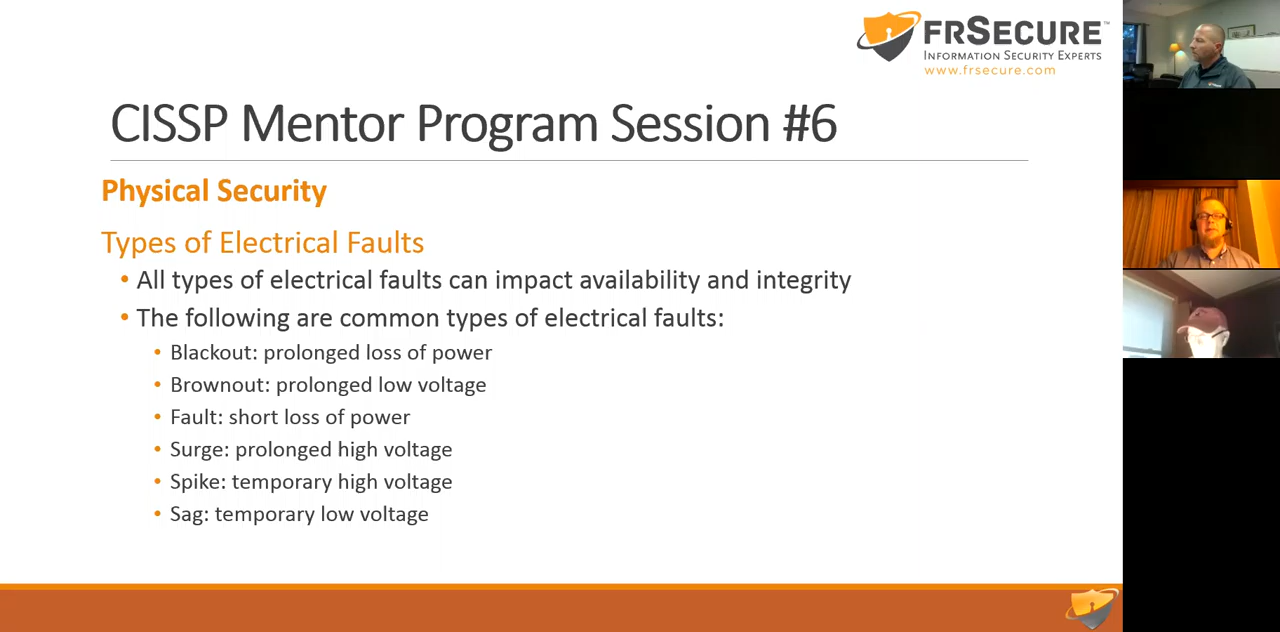 FRSECURE™
INFORMATION SECURITY EXPERTS
www.frsecure.com
CISSP Mentor Program Session #6
Physical Security
Types of Electrical Faults
• All types of electrical faults can impact availability and integrity
• The following are common types of electrical faults:
• Blackout: prolonged loss of power
• Brownout: prolonged low voltage
• Fault: short loss of power
• Surge: prolonged high voltage
• Spike: temporary high voltage
• Sag: temporary low voltage